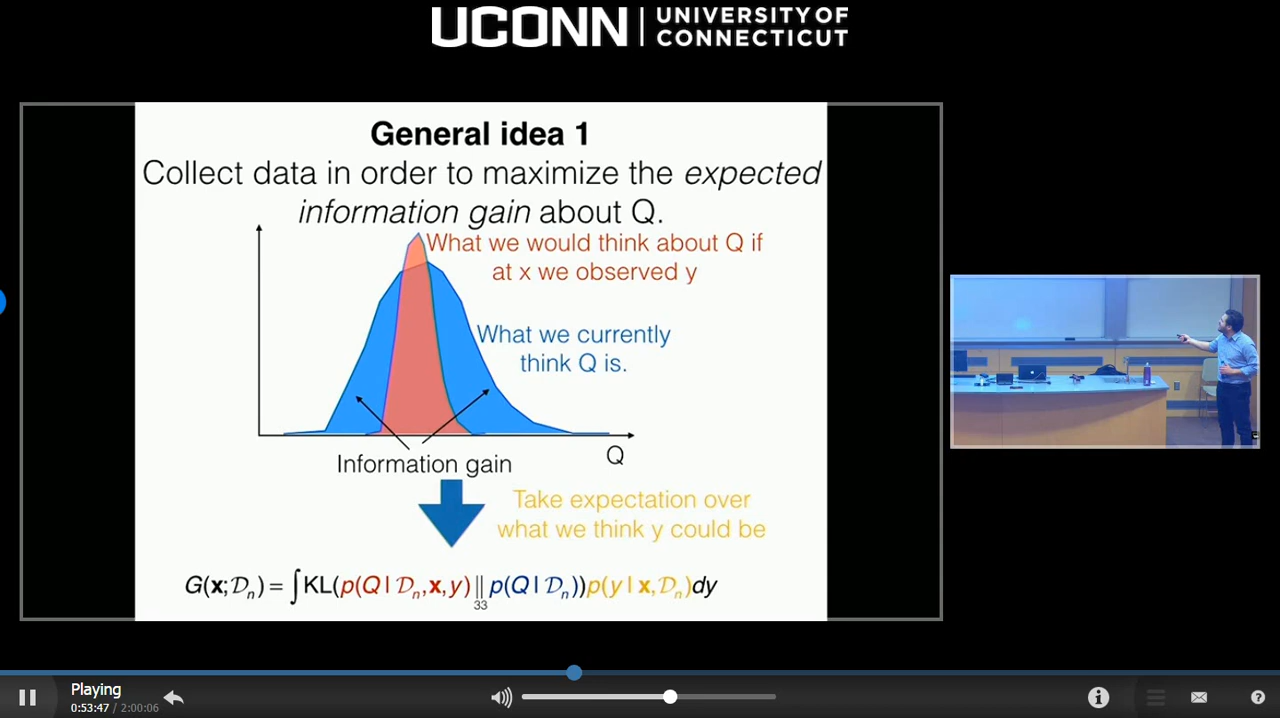 UCONN UNIVERSITY OF CONNECTICUT
General idea 1
Collect data in order to maximize the expected
information gain about Q.
What we would think about Q if
at x we observed y
What we currently
think Q is.
Information gain
Q
Take expectation over
what we think y could be
G(x;𝒟ₙ) = ∫KL(p(Q | 𝒟ₙ,x,y) || p(Q | 𝒟ₙ))p(y | x,𝒟ₙ)dy
33
Playing
0:53:47 / 2:00:06